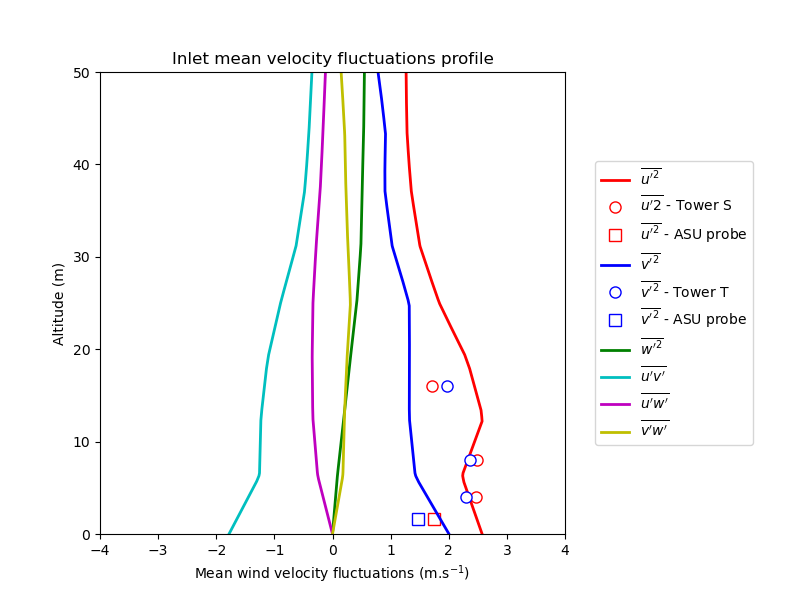 Inlet mean velocity fluctuations profile
50
40
30
20
10
0
Altitude (m)
−4 −3 −2 −1 0 1 2 3 4
Mean wind velocity fluctuations (m.s⁻¹)
u'²
u'2 - Tower S
u'² - ASU probe
v'²
v'² - Tower T
v'² - ASU probe
w'²
u'v'
u'w'
v'w'